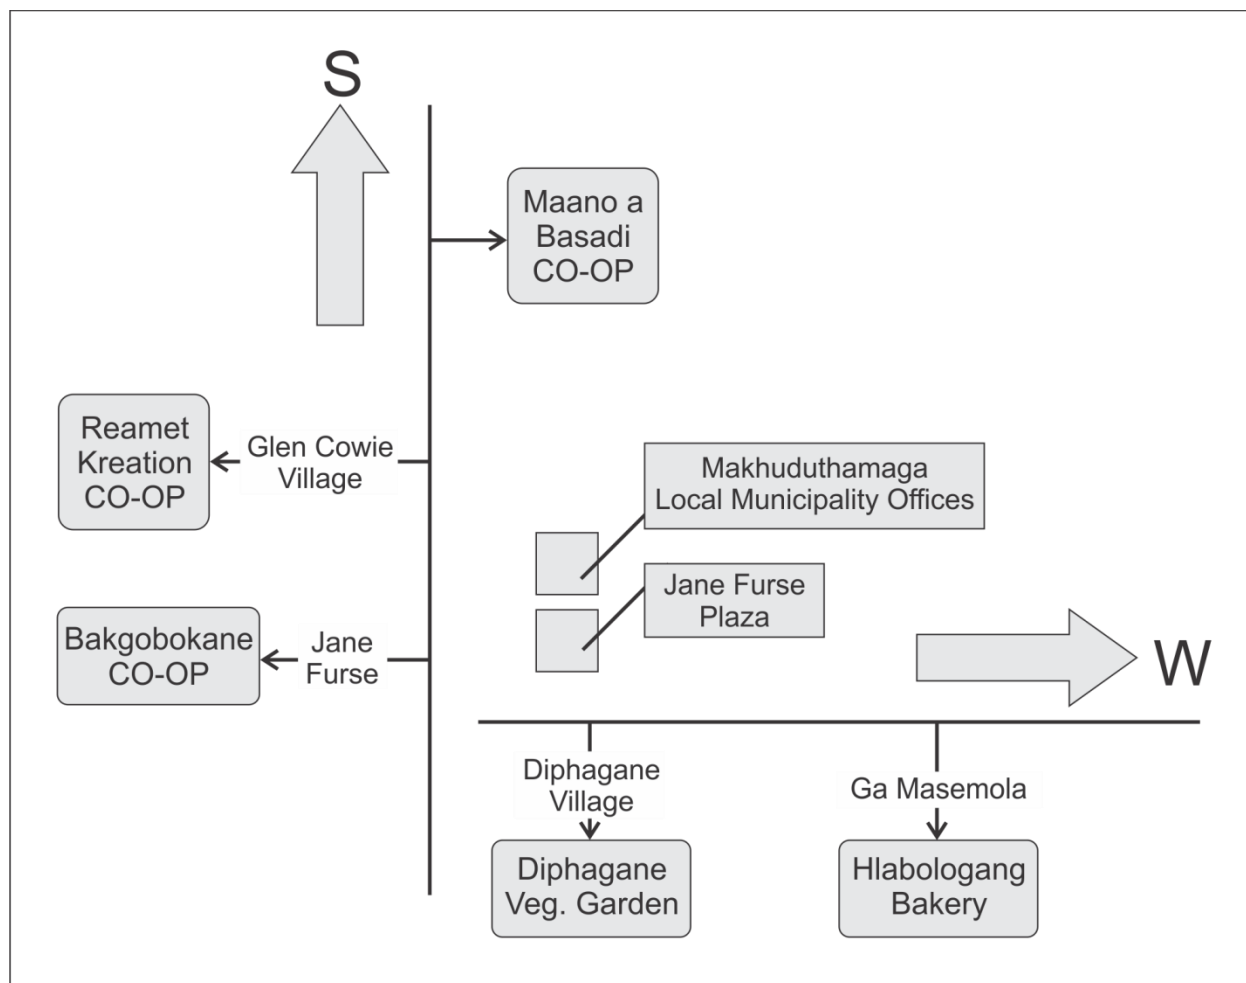 S
Maano a
Basadi
CO-OP
Reamet
Kreation
CO-OP
Glen Cowie
Village
Makhuduthamaga
Local Municipality Offices
Jane Furse
Plaza
Bakgobokane
CO-OP
Jane
Furse
W
Diphagane
Village
Ga Masemola
Diphagane
Veg. Garden
Hlabologang
Bakery